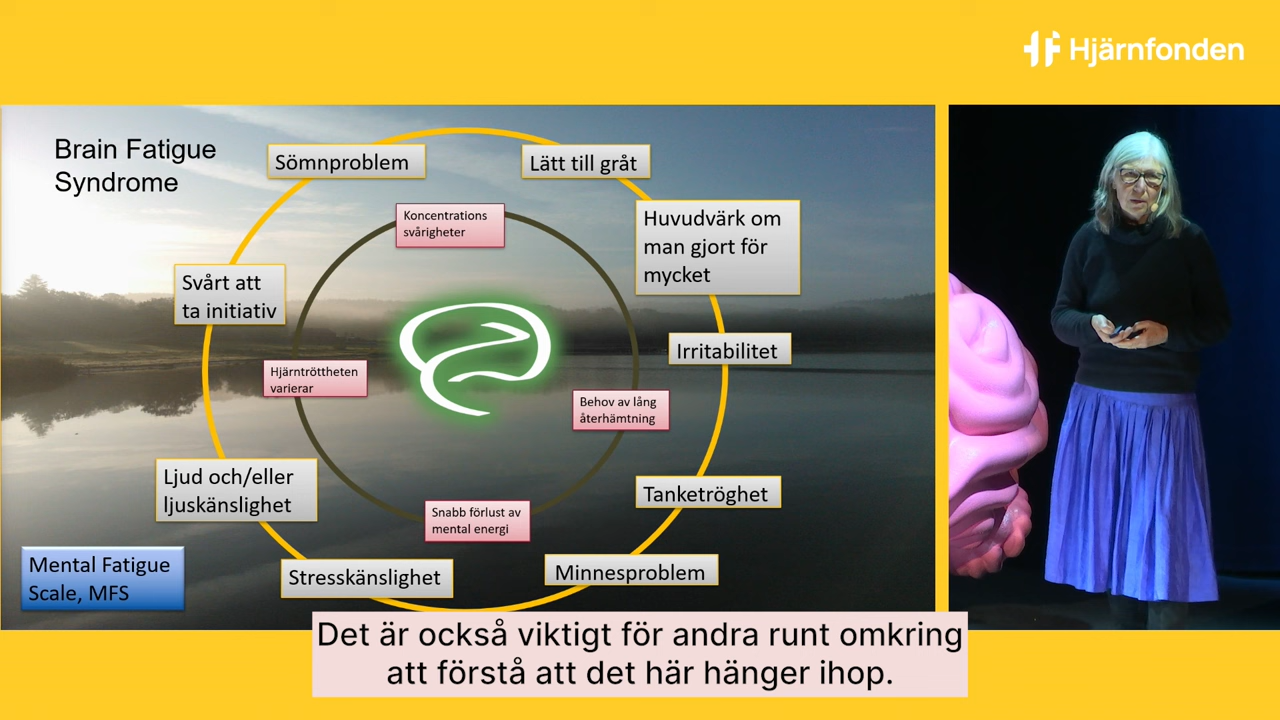 Hjärnfonden
Brain Fatigue
Syndrome
Sömnproblem
Lätt till gråt
Koncentrations
svårigheter
Huvudvärk om
man gjort för
mycket
Svårt att
ta initiativ
Irritabilitet
Hjärntröttheten
varierar
Behov av lång
återhämtning
Ljud och/eller
ljuskänslighet
Tanketröghet
Snabb förlust av
mental energi
Mental Fatigue
Scale, MFS
Stresskänslighet
Minnesproblem
Det är också viktigt för andra runt omkring
att förstå att det här hänger ihop.